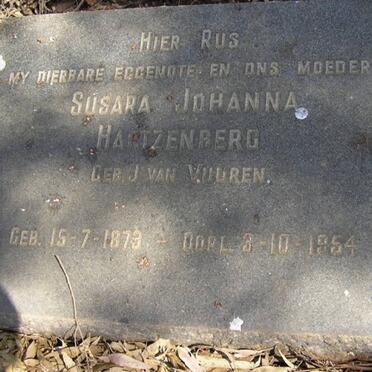 HIER RUS
MY DIERBARE EGGENOTE EN ONS MOEDER
SUSARA JOHANNA
HARTZENBERG
GEB. J. VAN VUUREN.
GEB. 15-7-1873 - OORL. 3-10-1954